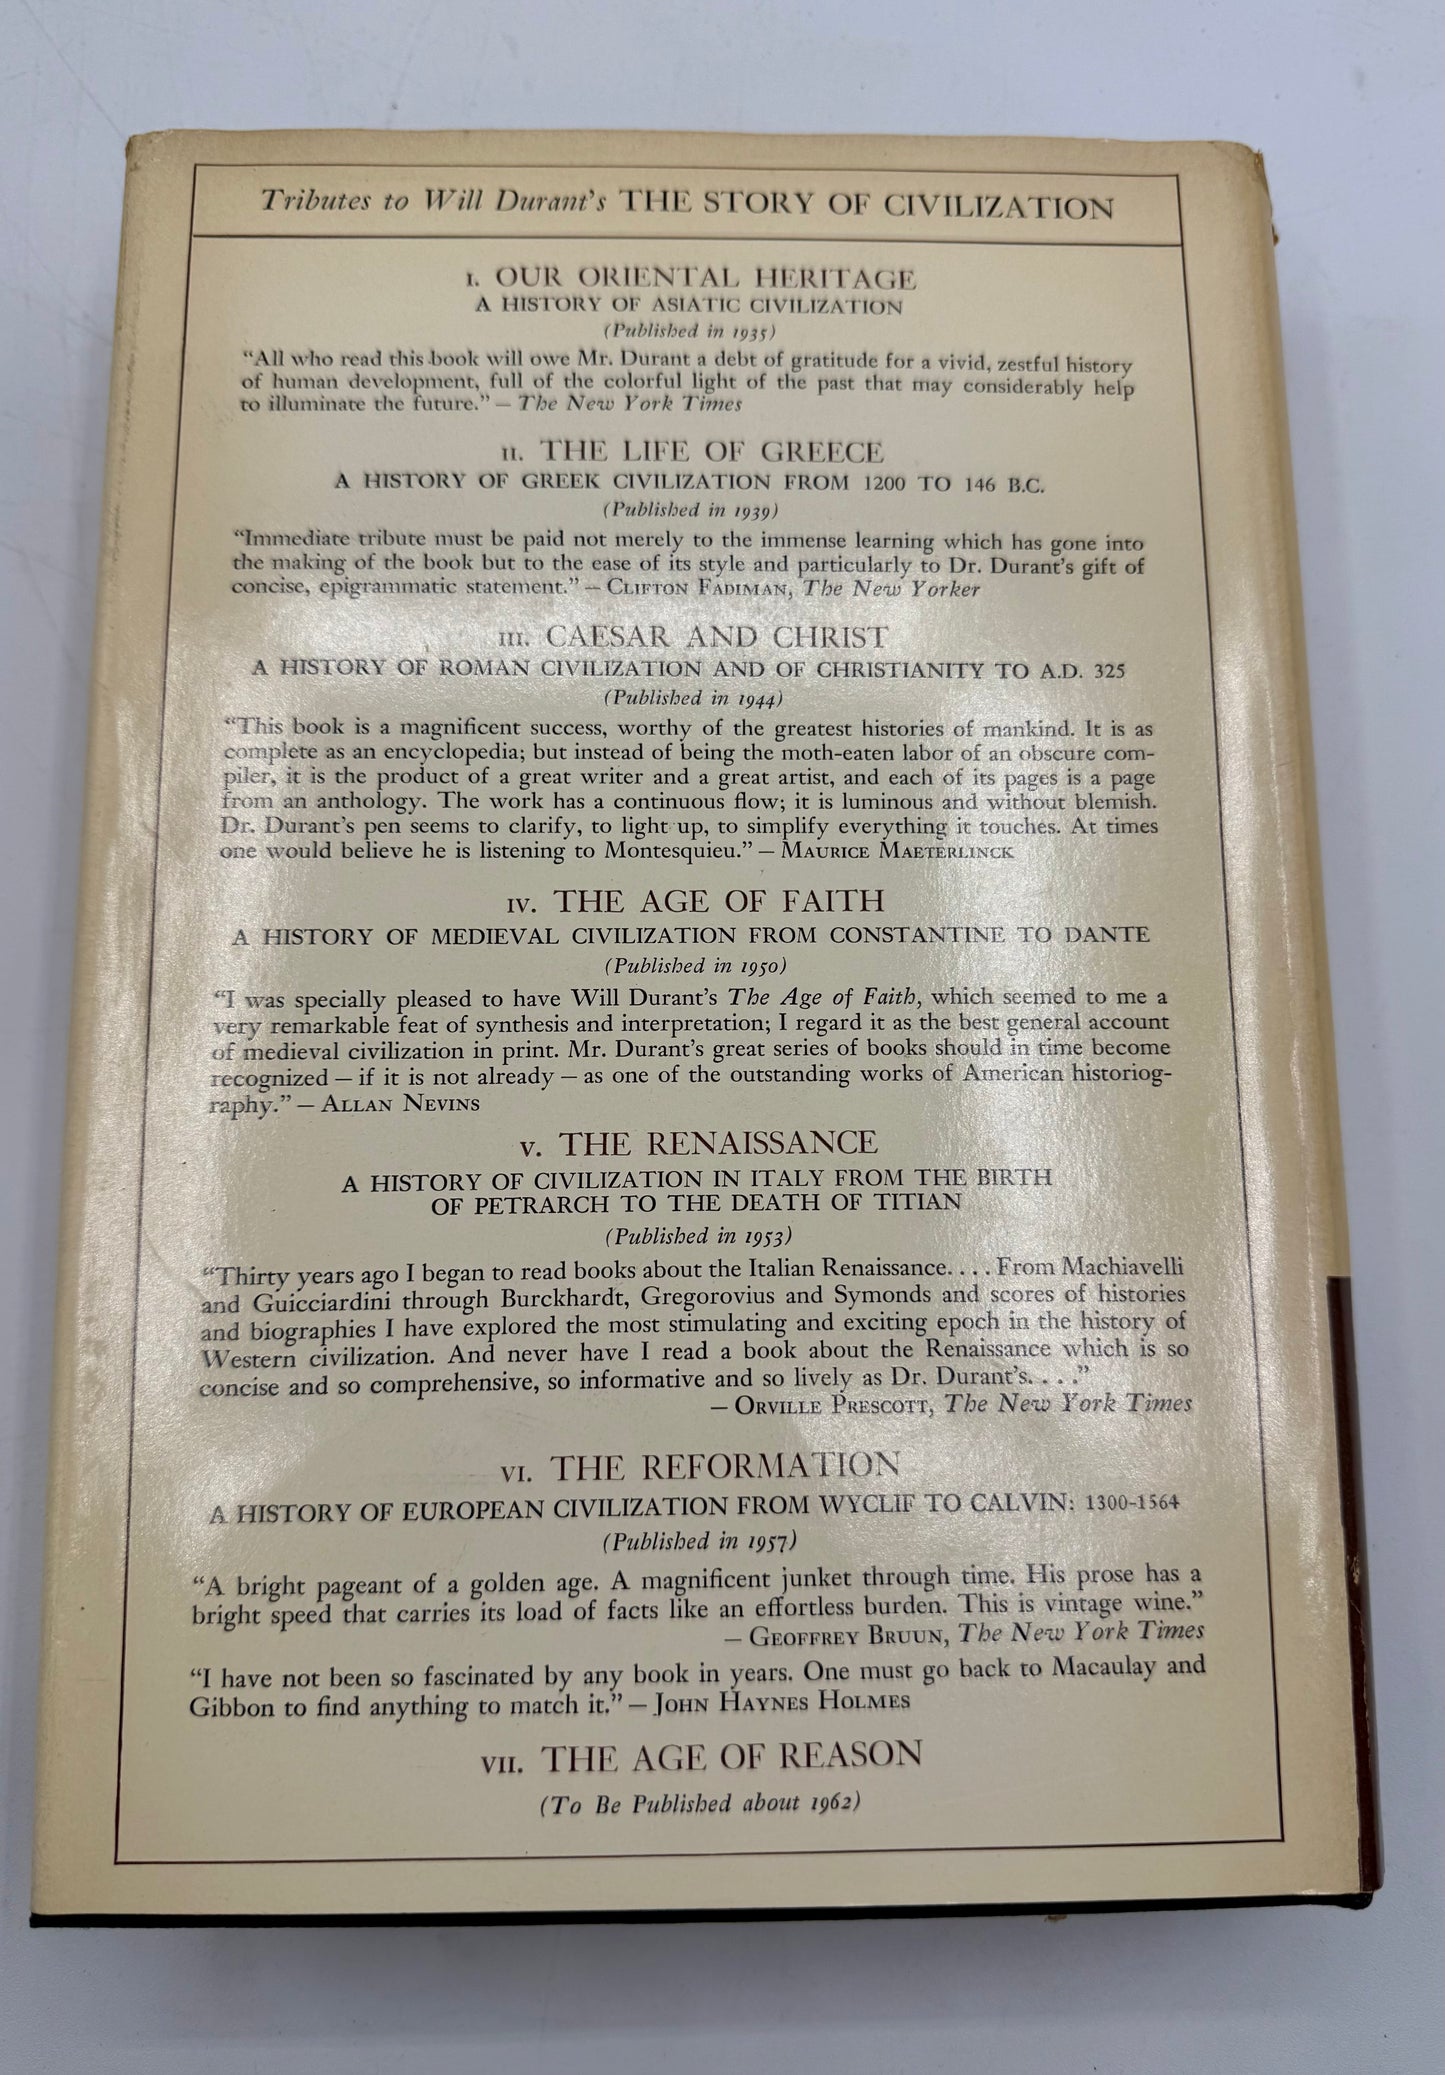 Tributes to Will Durant's THE STORY OF CIVILIZATION
I. OUR ORIENTAL HERITAGE
A HISTORY OF ASIATIC CIVILIZATION
(Published in 1935)
"All who read this book will owe Mr. Durant a debt of gratitude for a vivid, zestful history
of human development, full of the colorful light of the past that may considerably help
to illuminate the future." — The New York Times
II. THE LIFE OF GREECE
A HISTORY OF GREEK CIVILIZATION FROM 1200 TO 146 B.C.
(Published in 1939)
"Immediate tribute must be paid not merely to the immense learning which has gone into
the making of the book but to the ease of its style and particularly to Dr. Durant's gift of
concise, epigrammatic statement." — CLIFTON FADIMAN, The New Yorker
III. CAESAR AND CHRIST
A HISTORY OF ROMAN CIVILIZATION AND OF CHRISTIANITY TO A.D. 325
(Published in 1944)
"This book is a magnificent success, worthy of the greatest histories of mankind. It is as
complete as an encyclopedia; but instead of being the moth-eaten labor of an obscure com-
piler, it is the product of a great writer and a great artist, and each of its pages is a page
from an anthology. The work has a continuous flow; it is luminous and without blemish.
Dr. Durant's pen seems to clarify, to light up, to simplify everything it touches. At times
one would believe he is listening to Montesquieu." — MAURICE MAETERLINCK
IV. THE AGE OF FAITH
A HISTORY OF MEDIEVAL CIVILIZATION FROM CONSTANTINE TO DANTE
(Published in 1950)
"I was specially pleased to have Will Durant's The Age of Faith, which seemed to me a
very remarkable feat of synthesis and interpretation; I regard it as the best general account
of medieval civilization in print. Mr. Durant's great series of books should in time become
recognized — if it is not already — as one of the outstanding works of American historiog-
raphy." — ALLAN NEVINS
V. THE RENAISSANCE
A HISTORY OF CIVILIZATION IN ITALY FROM THE BIRTH
OF PETRARCH TO THE DEATH OF TITIAN
(Published in 1953)
"Thirty years ago I began to read books about the Italian Renaissance. . . . From Machiavelli
and Guicciardini through Burckhardt, Gregorovius and Symonds and scores of histories
and biographies I have explored the most stimulating and exciting epoch in the history of
Western civilization. And never have I read a book about the Renaissance which is so
concise and so comprehensive, so informative and so lively as Dr. Durant's. . . ."
— ORVILLE PRESCOTT, The New York Times
VI. THE REFORMATION
A HISTORY OF EUROPEAN CIVILIZATION FROM WYCLIF TO CALVIN: 1300-1564
(Published in 1957)
"A bright pageant of a golden age. A magnificent junket through time. His prose has a
bright speed that carries its load of facts like an effortless burden. This is vintage wine."
— GEOFFREY BRUUN, The New York Times
"I have not been so fascinated by any book in years. One must go back to Macaulay and
Gibbon to find anything to match it." — JOHN HAYNES HOLMES
VII. THE AGE OF REASON
(To Be Published about 1962)